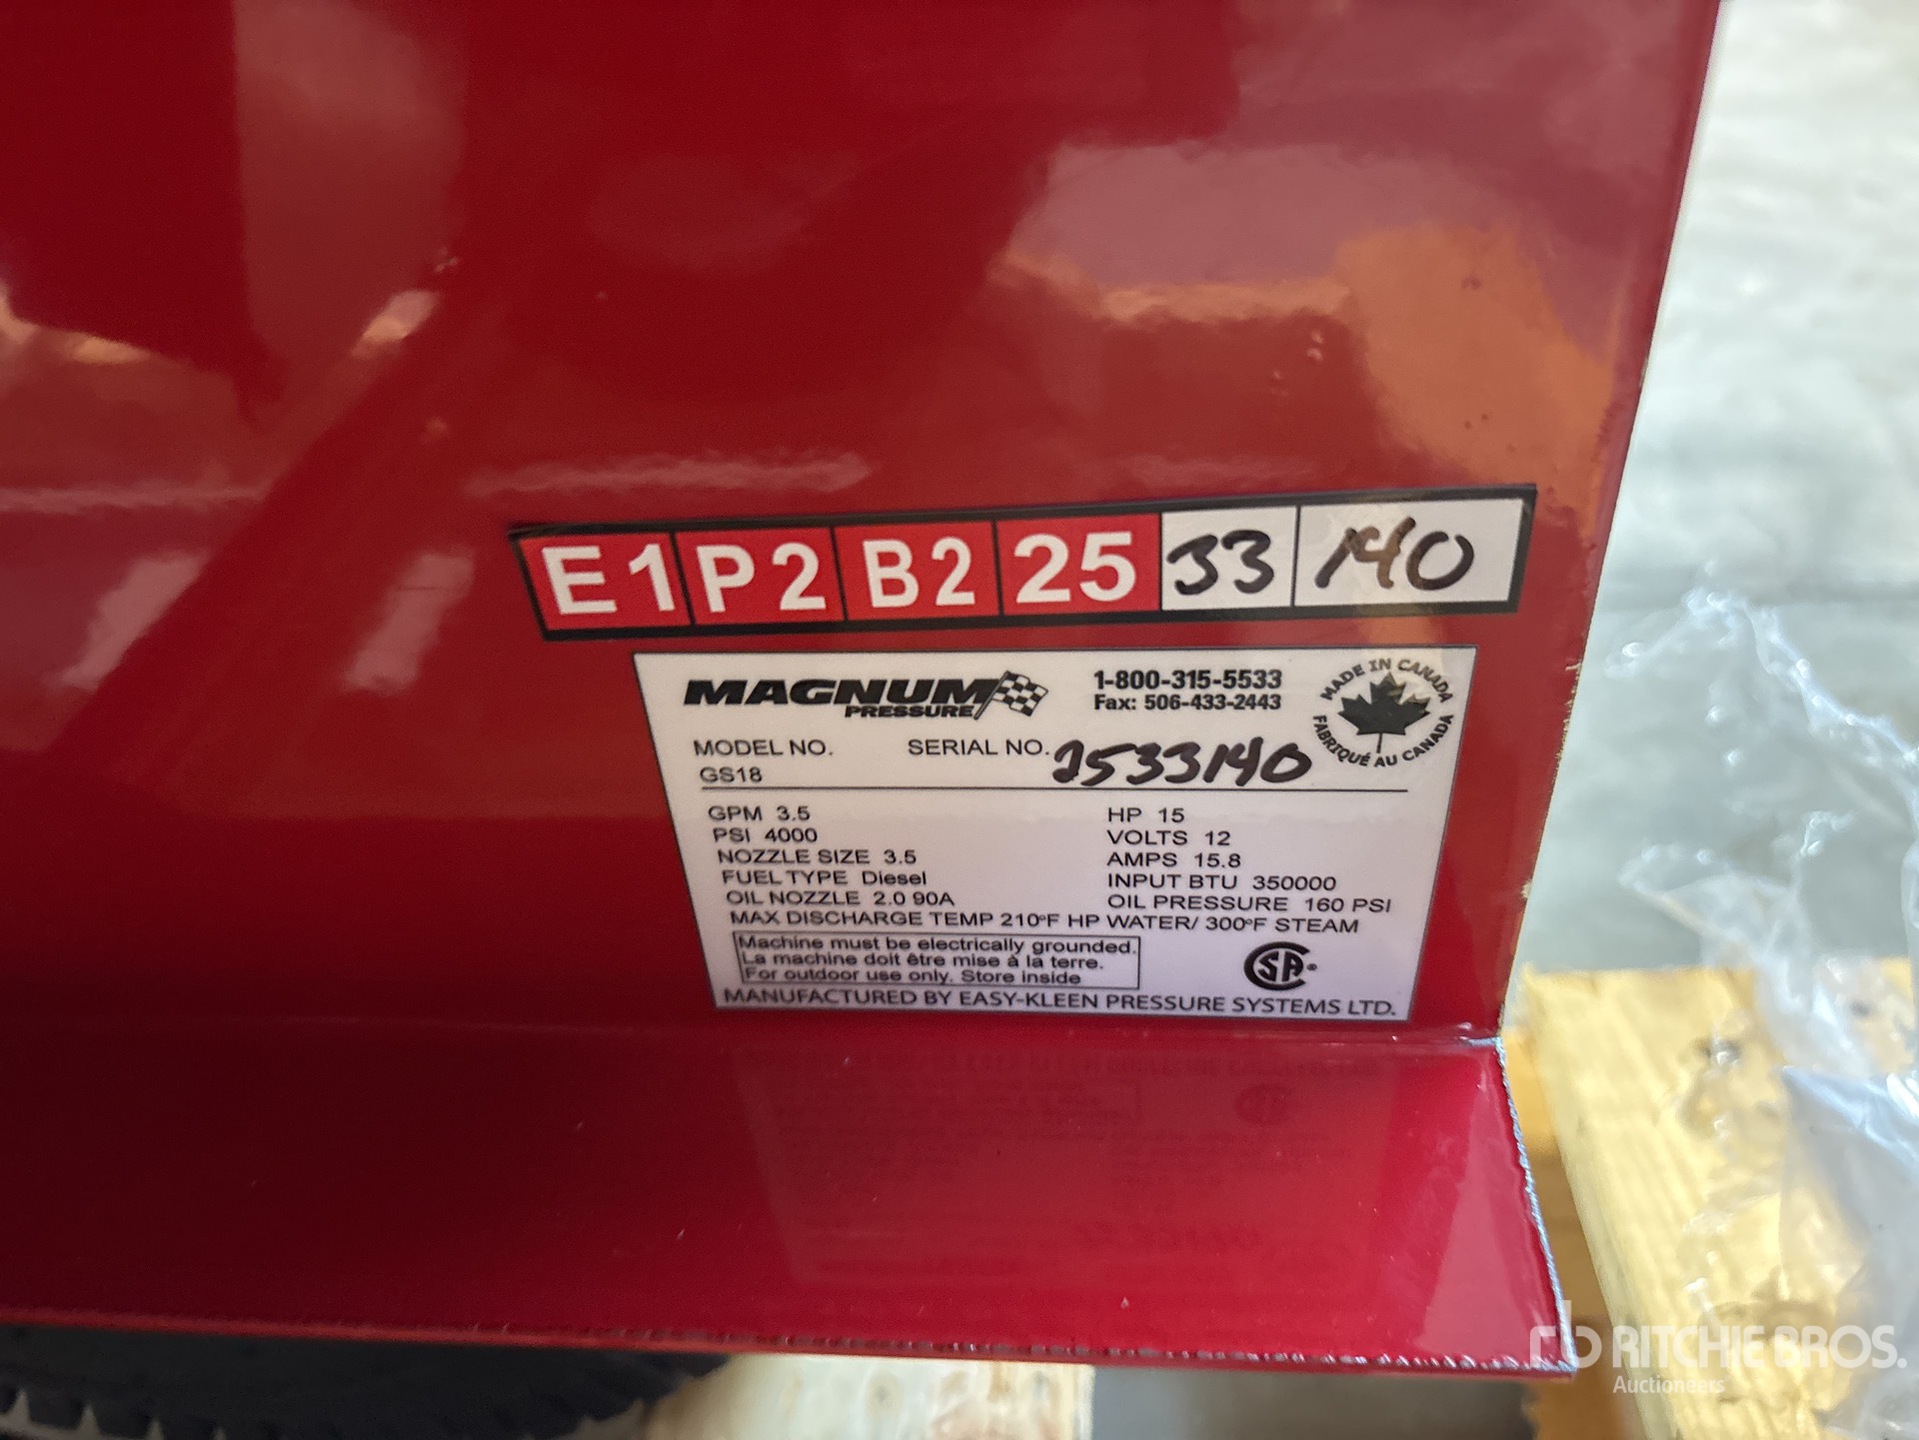 E1 P2 B2 25 33 140
MAGNUM
PRESSURE
1-800-315-5533
Fax: 506-433-2443
MADE IN CANADA
FABRIQUÉ AU CANADA
MODEL NO. SERIAL NO. 2533140
GS18
GPM 3.5 HP 15
PSI 4000 VOLTS 12
NOZZLE SIZE 3.5 AMPS 15.8
FUEL TYPE Diesel INPUT BTU 350000
OIL NOZZLE 2.0 90A OIL PRESSURE 160 PSI
MAX DISCHARGE TEMP 210°F HP WATER/ 300°F STEAM
Machine must be electrically grounded.
La machine doit être mise à la terre.
For outdoor use only. Store inside
CSA®
MANUFACTURED BY EASY-KLEEN PRESSURE SYSTEMS LTD.
rb RITCHIE BROS.
Auctioneers